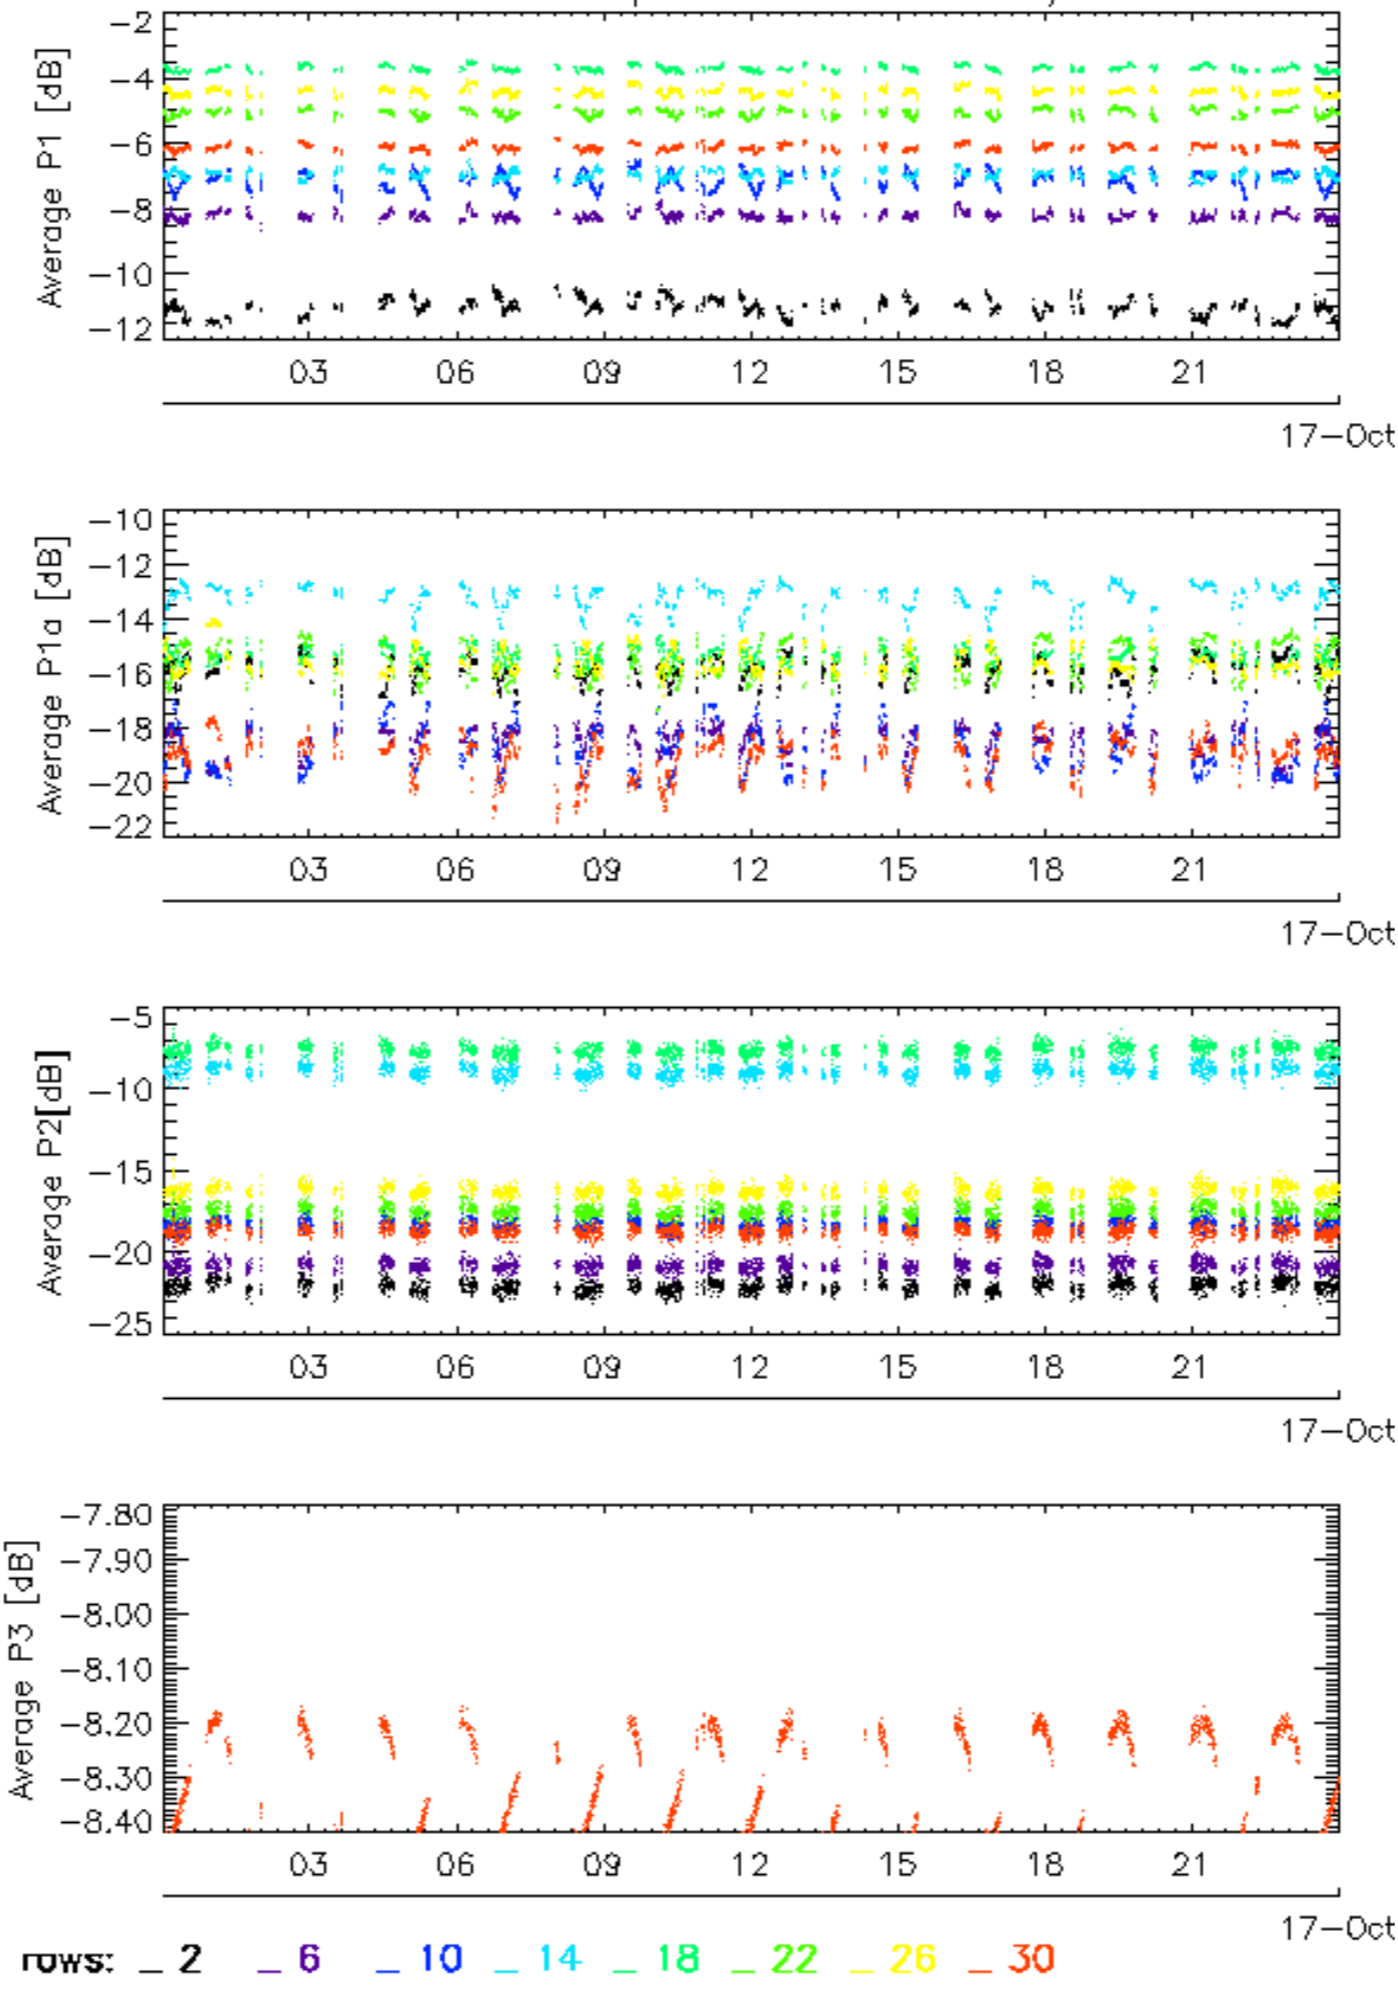 Average P1 [dB]
-2
-4
-6
-8
-10
-12
03 06 09 12 15 18 21
17-Oct
Average P1a [dB]
-10
-12
-14
-16
-18
-20
-22
03 06 09 12 15 18 21
17-Oct
Average P2[dB]
-5
-10
-15
-20
-25
03 06 09 12 15 18 21
17-Oct
Average P3 [dB]
-7.80
-7.90
-8.00
-8.10
-8.20
-8.30
-8.40
03 06 09 12 15 18 21
17-Oct
rows: _ 2 _ 6 _ 10 _ 14 _ 18 _ 22 _ 26 _ 30